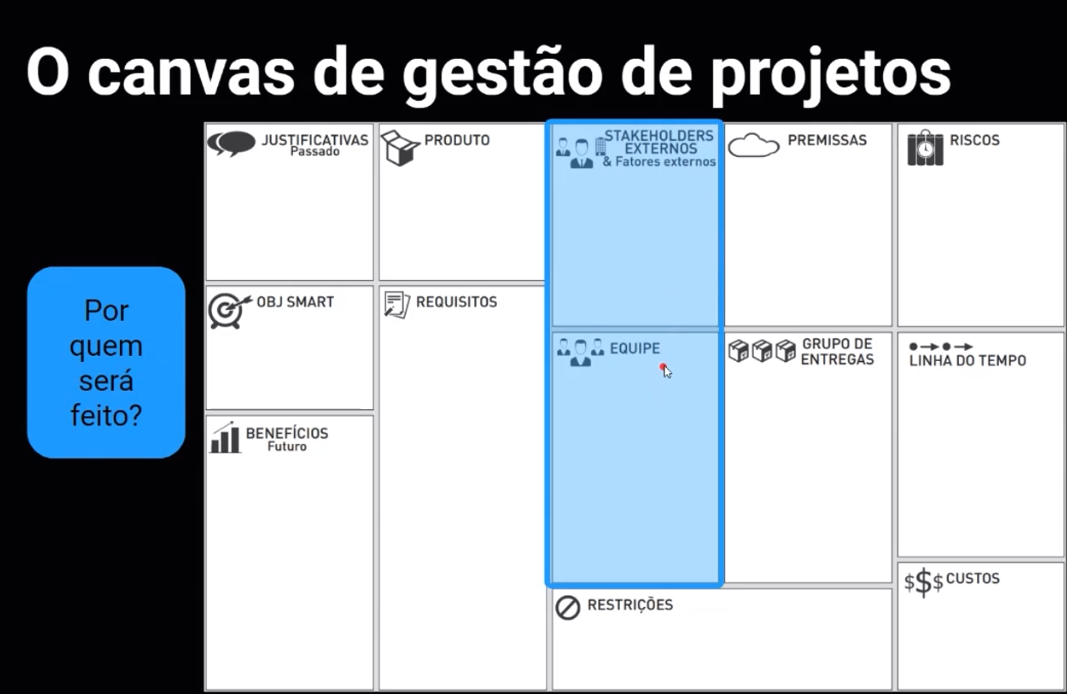 O canvas de gestão de projetos
Por
quem
será
feito?
JUSTIFICATIVAS
Passado
PRODUTO
STAKEHOLDERS
EXTERNOS
& Fatores externos
PREMISSAS
RISCOS
OBJ SMART
REQUISITOS
EQUIPE
GRUPO DE
ENTREGAS
LINHA DO TEMPO
BENEFÍCIOS
Futuro
RESTRIÇÕES
$$$ CUSTOS